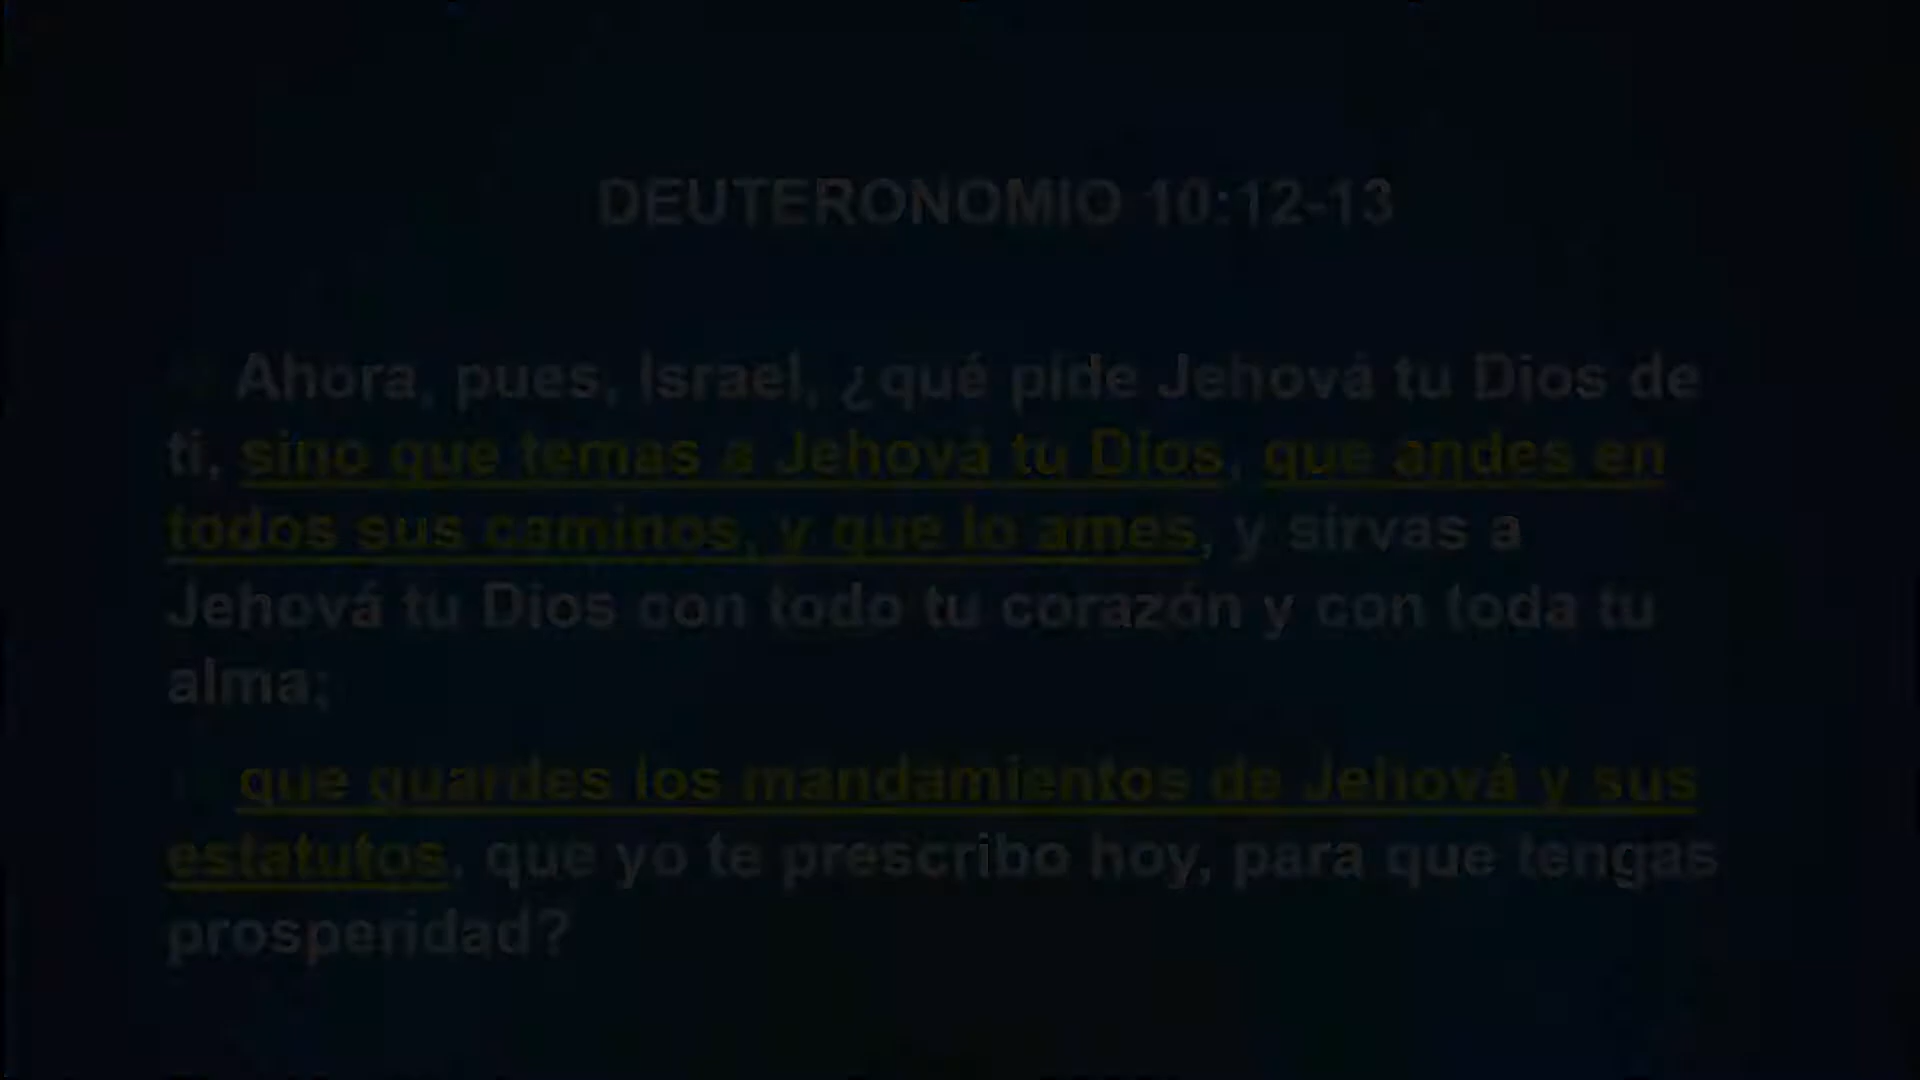 DEUTERONOMIO 10:12-13
Ahora, pues, Israel, ¿qué pide Jehová tu Dios de
ti, sino que temas a Jehová tu Dios, que andes en
todos sus caminos, y que lo ames, y sirvas a
Jehová tu Dios con todo tu corazón y con toda tu
alma;
que guardes los mandamientos de Jehová y sus
estatutos, que yo te prescribo hoy, para que tengas
prosperidad?